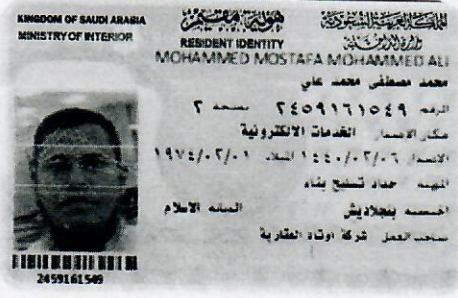 KINGDOM OF SAUDI ARABIA
MINISTRY OF INTERIOR
هوية مقيم
RESIDENT IDENTITY
المملكة العربية السعودية
وزارة الداخلية
MOHAMMED MOSTAFA MOHAMMED ALI
محمد مصطفى محمد علي
الرقم ٢٤٥٩١٦١٥٤٩ نسخة ٢
مكان الاصدار الخدمات الالكترونية
الاصدار ١٤٤٠/٠٢/٠٦ الميلاد ١٩٧٤/٠٢/٠١
المهنة حداد تسليح بناء
الجنسية بنجلاديش الديانة الاسلام
صاحب العمل شركة اوتاد العقارية
2459161549